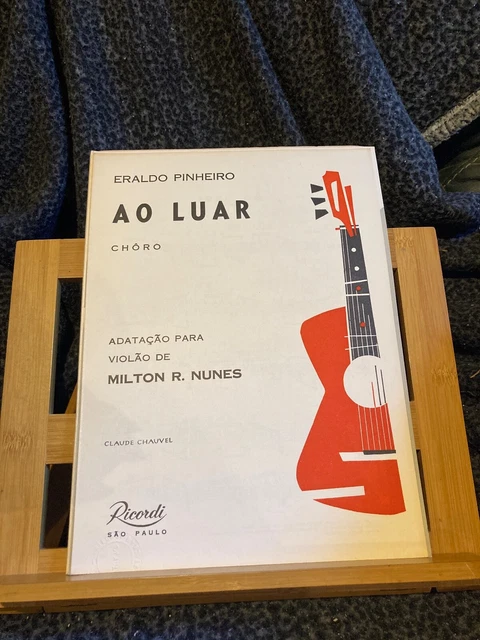 ERALDO PINHEIRO
AO LUAR
CHÔRO
ADATAÇÃO PARA
VIOLÃO DE
MILTON R. NUNES
CLAUDE CHAUVEL
Ricordi
SÃO PAULO